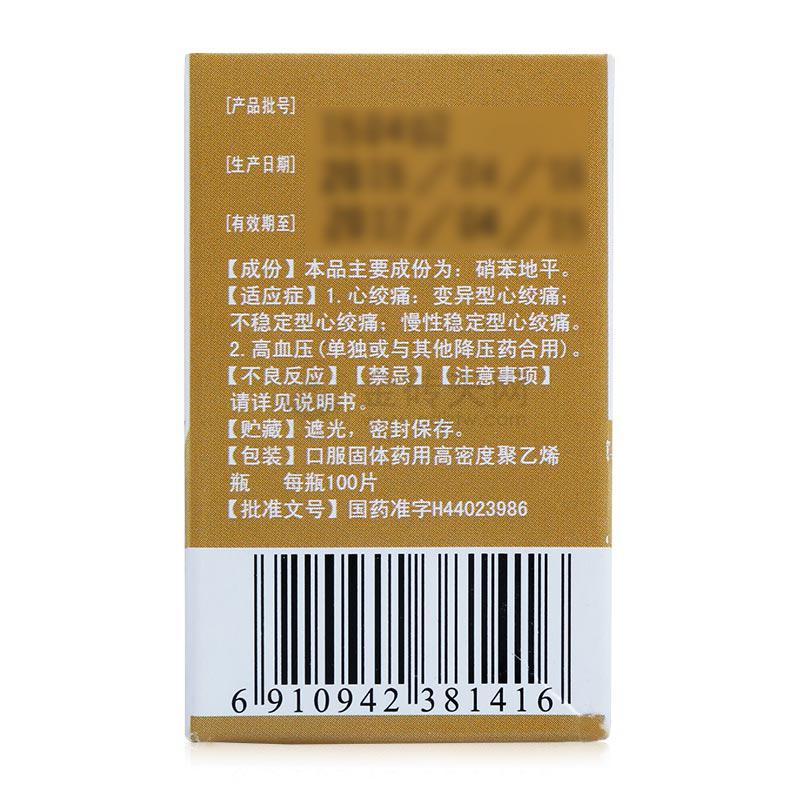 [产品批号]
[生产日期]
[有效期至]
【成份】本品主要成份为：硝苯地平。
【适应症】1.心绞痛：变异型心绞痛；
不稳定型心绞痛；慢性稳定型心绞痛。
2.高血压(单独或与其他降压药合用)。
【不良反应】【禁忌】【注意事项】
请详见说明书。
【贮藏】遮光，密封保存。
【包装】口服固体药用高密度聚乙烯
瓶 每瓶100片
【批准文号】国药准字H44023986
6 910942 381416